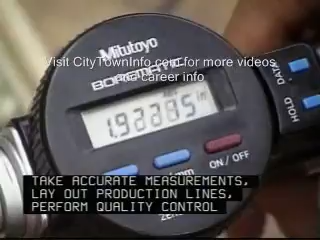 Mitutoyo
Visit CityTownInfo.com for more videos
and career info
DATA
HOLD
1.92285
in
ON / OFF
TAKE ACCURATE MEASUREMENTS,
LAY OUT PRODUCTION LINES,
PERFORM QUALITY CONTROL